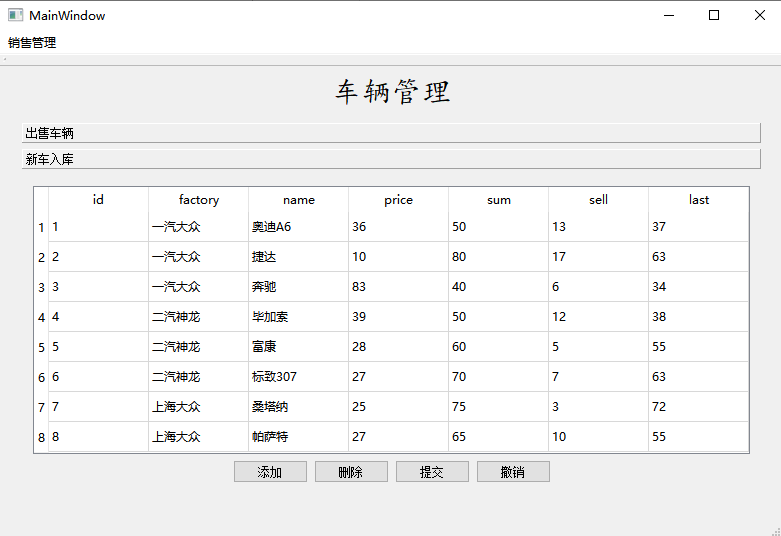 MainWindow
销售管理
车辆管理
出售车辆
新车入库
id factory name price sum sell last
1 1 一汽大众 奥迪A6 36 50 13 37
2 2 一汽大众 捷达 10 80 17 63
3 3 一汽大众 奔驰 83 40 6 34
4 4 二汽神龙 毕加索 39 50 12 38
5 5 二汽神龙 富康 28 60 5 55
6 6 二汽神龙 标致307 27 70 7 63
7 7 上海大众 桑塔纳 25 75 3 72
8 8 上海大众 帕萨特 27 65 10 55
添加 删除 提交 撤销